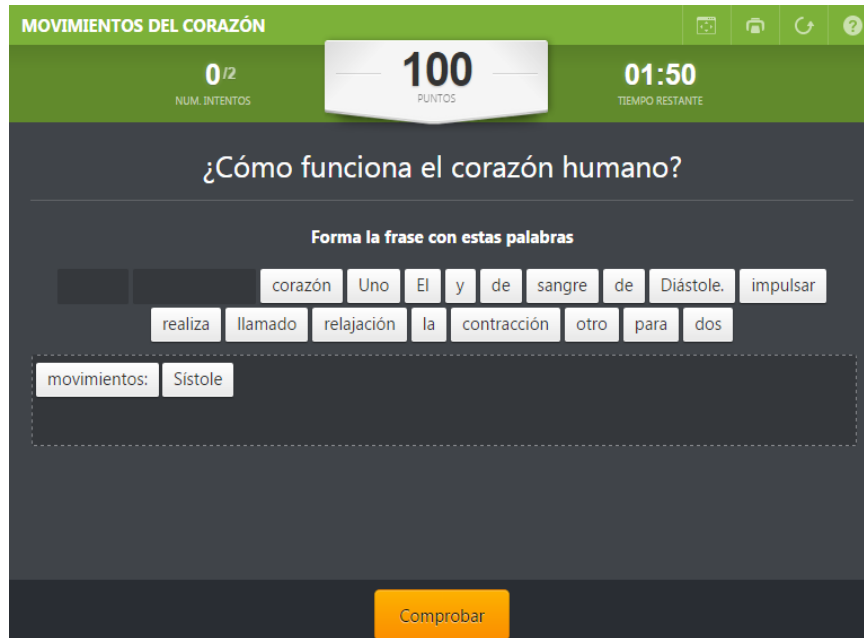 MOVIMIENTOS DEL CORAZÓN
0/2
NUM. INTENTOS
100
PUNTOS
01:50
TIEMPO RESTANTE
¿Cómo funciona el corazón humano?
Forma la frase con estas palabras
corazón Uno El y de sangre de Diástole. impulsar
realiza llamado relajación la contracción otro para dos
movimientos: Sístole
Comprobar